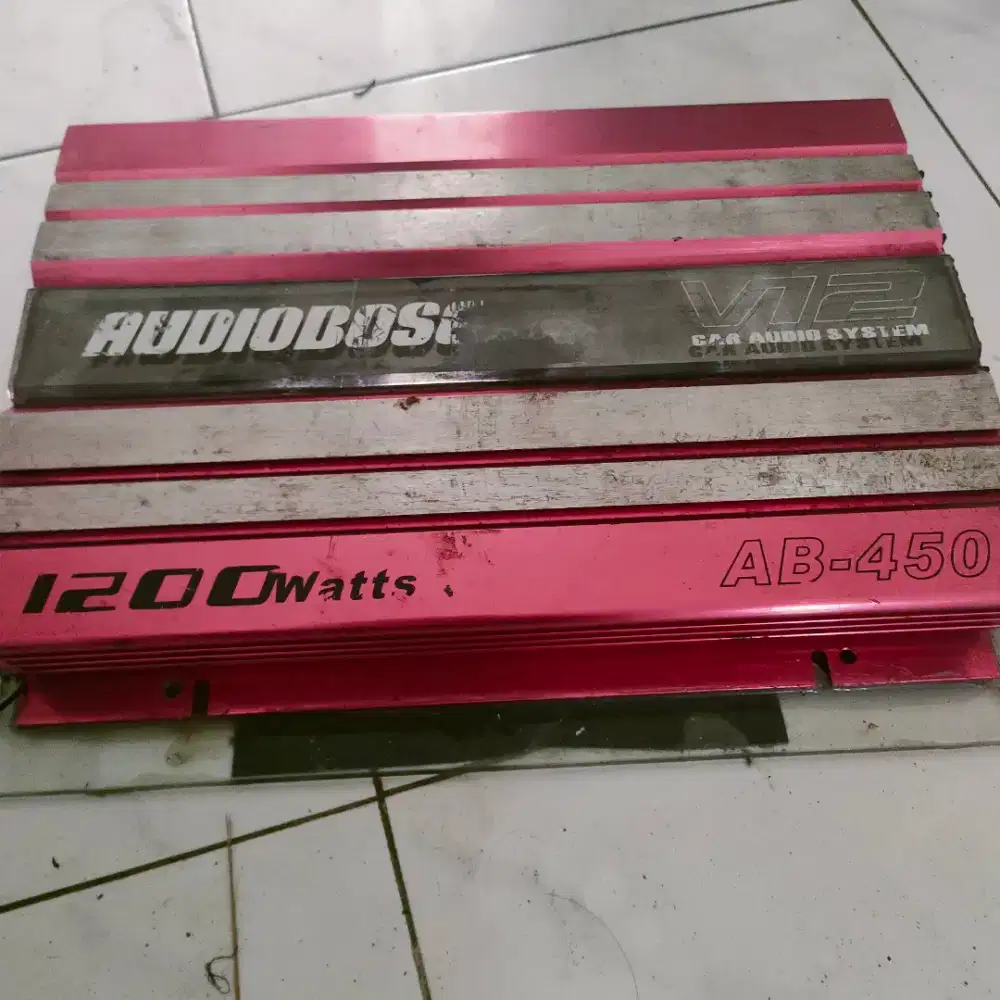 AUDIOBOSS
V12
CAR AUDIO SYSTEM
1200Watts
AB-450